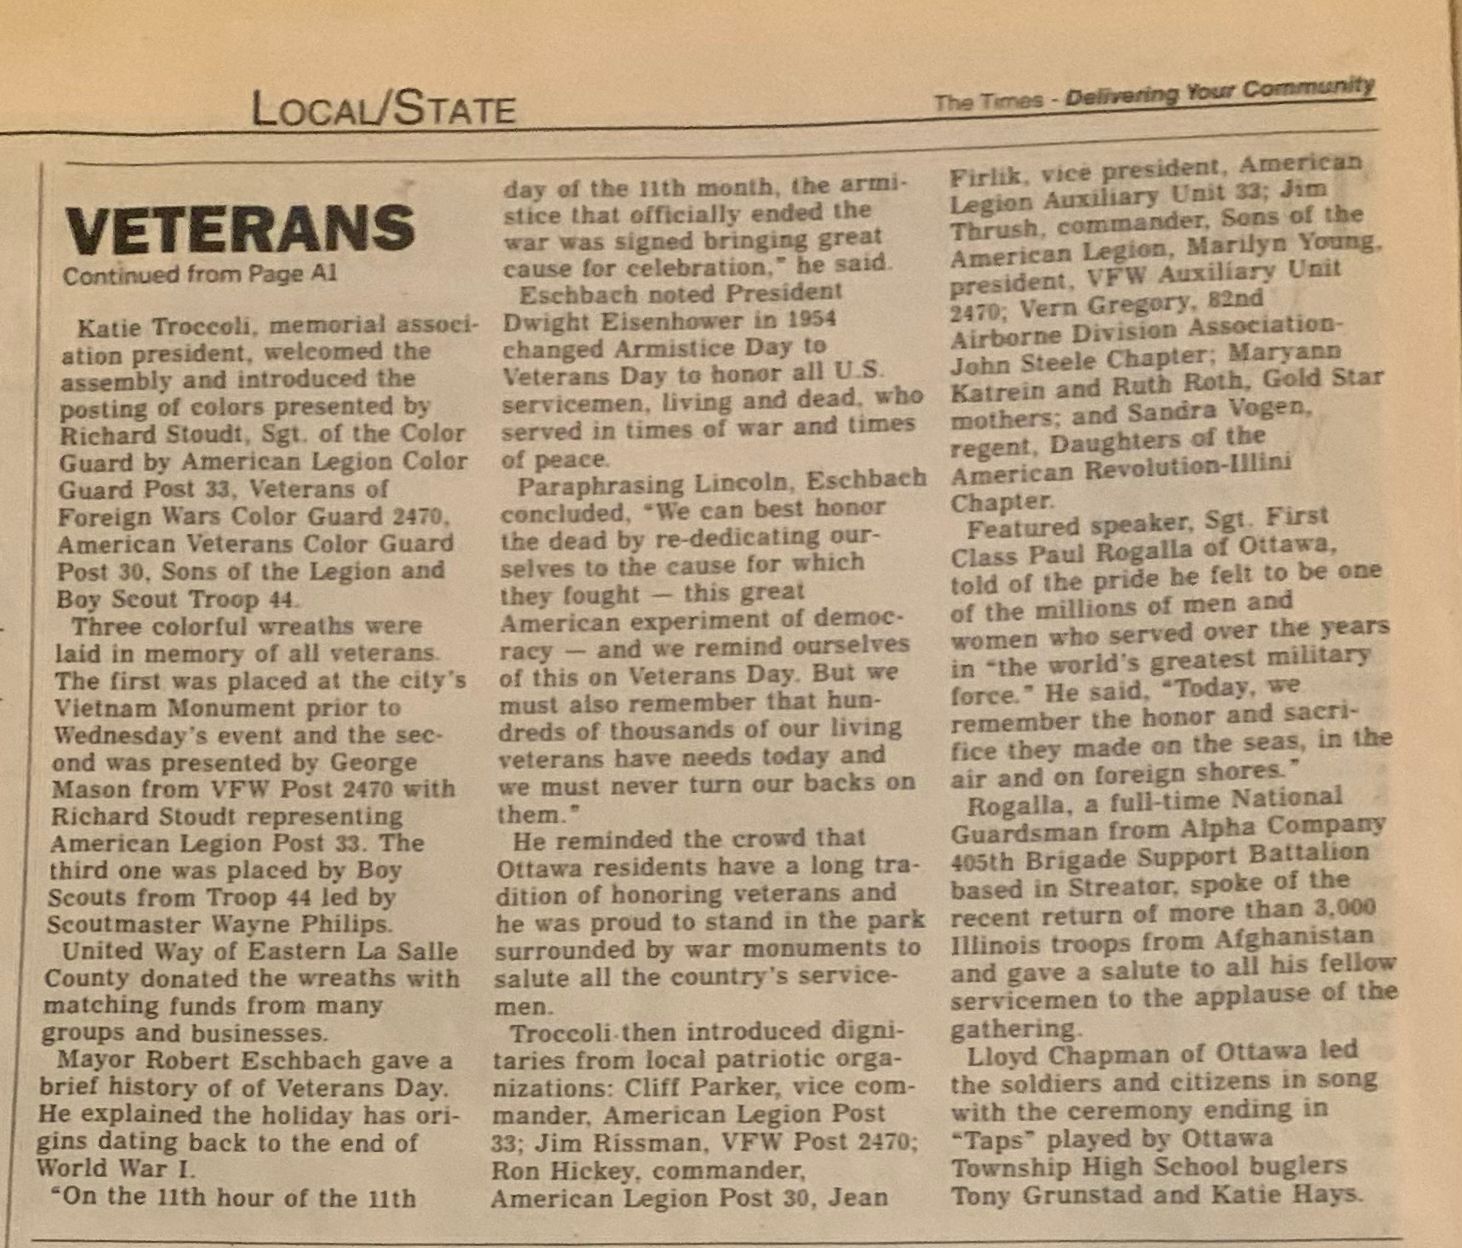 LOCAL/STATE
The Times - Delivering Your Community
VETERANS
Continued from Page A1
Katie Troccoli, memorial associ-
ation president, welcomed the
assembly and introduced the
posting of colors presented by
Richard Stoudt, Sgt. of the Color
Guard by American Legion Color
Guard Post 33, Veterans of
Foreign Wars Color Guard 2470,
American Veterans Color Guard
Post 30, Sons of the Legion and
Boy Scout Troop 44.
Three colorful wreaths were
laid in memory of all veterans.
The first was placed at the city's
Vietnam Monument prior to
Wednesday's event and the sec-
ond was presented by George
Mason from VFW Post 2470 with
Richard Stoudt representing
American Legion Post 33. The
third one was placed by Boy
Scouts from Troop 44 led by
Scoutmaster Wayne Philips.
United Way of Eastern La Salle
County donated the wreaths with
matching funds from many
groups and businesses.
Mayor Robert Eschbach gave a
brief history of of Veterans Day.
He explained the holiday has ori-
gins dating back to the end of
World War I.
"On the 11th hour of the 11th
day of the 11th month, the armi-
stice that officially ended the
war was signed bringing great
cause for celebration," he said.
Eschbach noted President
Dwight Eisenhower in 1954
changed Armistice Day to
Veterans Day to honor all U.S.
servicemen, living and dead, who
served in times of war and times
of peace.
Paraphrasing Lincoln, Eschbach
concluded, "We can best honor
the dead by re-dedicating our-
selves to the cause for which
they fought — this great
American experiment of democ-
racy — and we remind ourselves
of this on Veterans Day. But we
must also remember that hun-
dreds of thousands of our living
veterans have needs today and
we must never turn our backs on
them."
He reminded the crowd that
Ottawa residents have a long tra-
dition of honoring veterans and
he was proud to stand in the park
surrounded by war monuments to
salute all the country's service-
men.
Troccoli then introduced digni-
taries from local patriotic orga-
nizations: Cliff Parker, vice com-
mander, American Legion Post
33; Jim Rissman, VFW Post 2470;
Ron Hickey, commander,
American Legion Post 30, Jean
Firlik, vice president, American
Legion Auxiliary Unit 33; Jim
Thrush, commander, Sons of the
American Legion, Marilyn Young,
president, VFW Auxiliary Unit
2470; Vern Gregory, 82nd
Airborne Division Association-
John Steele Chapter; Maryann
Katrein and Ruth Roth, Gold Star
mothers; and Sandra Vogen,
regent, Daughters of the
American Revolution-Illini
Chapter.
Featured speaker, Sgt. First
Class Paul Rogalla of Ottawa,
told of the pride he felt to be one
of the millions of men and
women who served over the years
in "the world's greatest military
force." He said, "Today, we
remember the honor and sacri-
fice they made on the seas, in the
air and on foreign shores."
Rogalla, a full-time National
Guardsman from Alpha Company
405th Brigade Support Battalion
based in Streator, spoke of the
recent return of more than 3,000
Illinois troops from Afghanistan
and gave a salute to all his fellow
servicemen to the applause of the
gathering.
Lloyd Chapman of Ottawa led
the soldiers and citizens in song
with the ceremony ending in
"Taps" played by Ottawa
Township High School buglers
Tony Grunstad and Katie Hays.